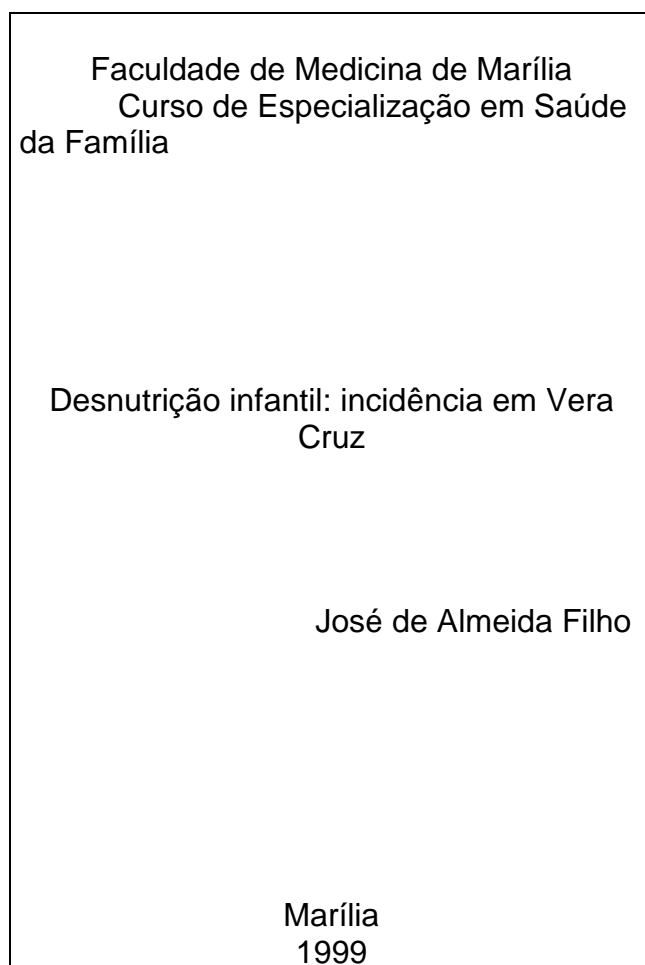 Faculdade de Medicina de Marília
Curso de Especialização em Saúde
da Família
Desnutrição infantil: incidência em Vera
Cruz
José de Almeida Filho
Marília
1999